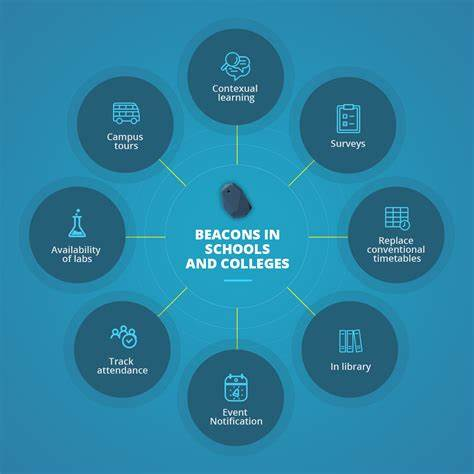 Contexual
learning
Campus
tours
Surveys
BEACONS IN
SCHOOLS
AND COLLEGES
Availability
of labs
Replace
conventional
timetables
Track
attendance
In library
Event
Notification